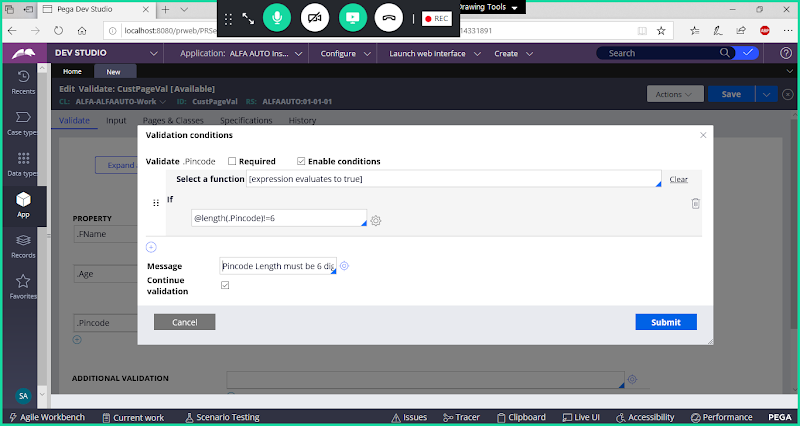 Pega Dev Studio
Drawing Tools
REC
localhost:8080/prweb/PRSe
14331891
ABP
DEV STUDIO
Application: ALFA AUTO Ins...
Configure
Launch web interface
Create
Search
Recents
Case types
Data types
App
Records
Favorites
SA
Home
New
Edit Validate: CustPageVal [Available]
CL: ALFA-ALFAAUTO-Work
ID: CustPageVal
RS: ALFAAUTO:01-01-01
Actions
Save
Validate
Input
Pages & Classes
Specifications
History
Expand
PROPERTY
.FName
.Age
.Pincode
ADDITIONAL VALIDATION
Validation conditions
Validate .Pincode
Required
Enable conditions
Select a function
[expression evaluates to true]
Clear
If
@length(.Pincode)!=6
Message
Pincode Length must be 6 dig
Continue
validation
Cancel
Submit
Agile Workbench
Current work
Scenario Testing
Issues
Tracer
Clipboard
Live UI
Accessibility
Performance
PEGA